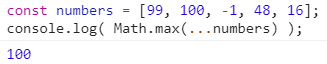 const numbers = [99, 100, -1, 48, 16];
console.log( Math.max(...numbers) );
100